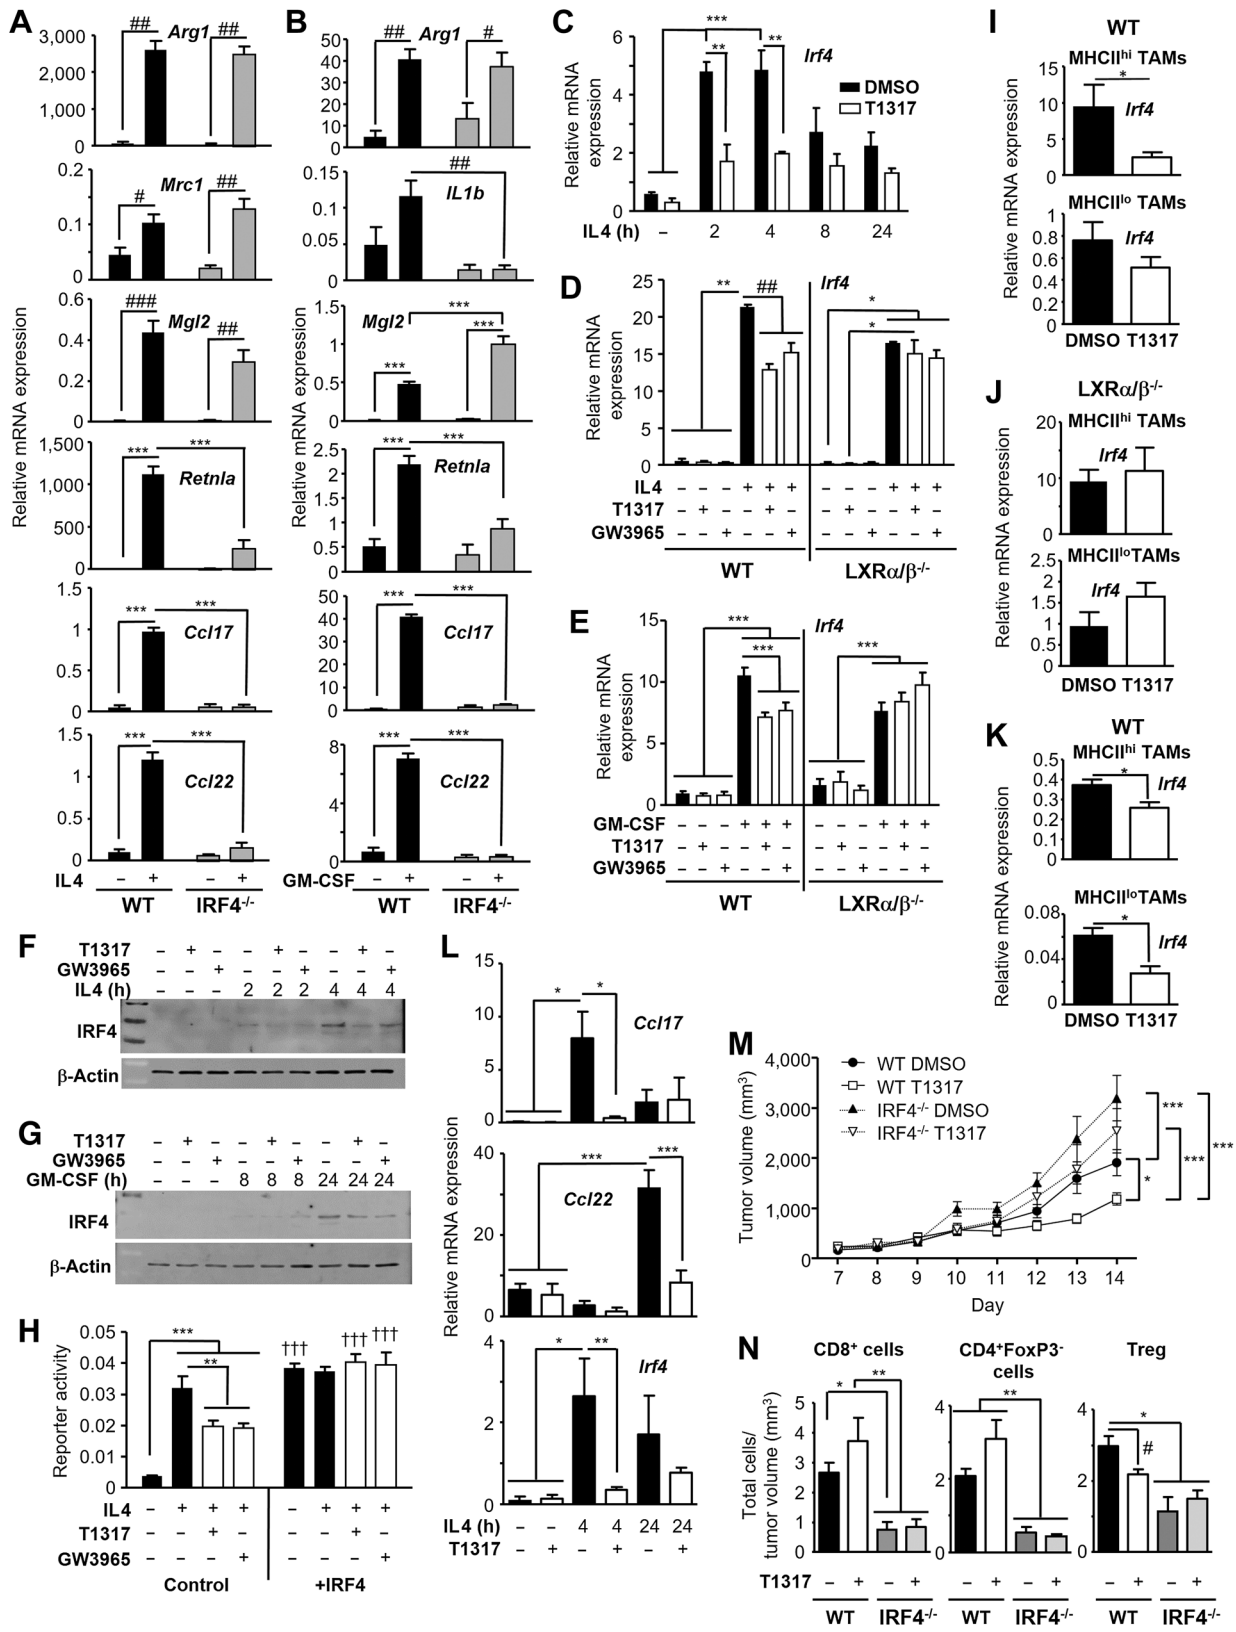 A
Relative mRNA expression
## Arg1 ##
3,000
2,000
1,000
0
# Mrc1 ##
0.2
0.1
0
### Mgl2 ##
0.6
0.4
0.2
0
*** ***
Retnla
1,500
1,000
500
0
*** ***
Ccl17
1.5
1
0.5
0
*** ***
Ccl22
1.5
1
0.5
0
IL4 – + – +
WT IRF4-/-
B
Relative mRNA expression
## Arg1 #
50
40
30
20
10
0
##
IL1b
0.15
0.1
0.05
0
Mgl2 ***
***
***
1.5
1
0.5
0
*** ***
Retnla
2.5
2
1.5
1
0.5
0
*** ***
Ccl17
50
40
30
20
10
0
*** ***
Ccl22
8
6
4
2
0
GM-CSF – + – +
WT IRF4-/-
C
Relative mRNA expression
***
** **
Irf4
DMSO
T1317
6
4
2
0
IL4 (h) – 2 4 8 24
D
Relative mRNA expression
** ##
Irf4
*
*
25
20
15
10
5
0
IL4 – – – + + + – – – + + +
T1317 – + – – + – – + – – + –
GW3965 – – + – – + – – + – – +
WT LXRα/β-/-
E
Relative mRNA expression
***
***
Irf4
***
15
10
5
0
GM-CSF – – – + + + – – – + + +
T1317 – + – – + – – + – – + –
GW3965 – – + – – + – – + – – +
WT LXRα/β-/-
F
T1317 – + – – + – – + –
GW3965 – – + – – + – – +
IL4 (h) – – – 2 2 2 4 4 4
IRF4
β-Actin
G
T1317 – + – – + – – + –
GW3965 – – + – – + – – +
GM-CSF (h) – – – 8 8 8 24 24 24
IRF4
β-Actin
H
Reporter activity
***
**
††† ††† †††
0.05
0.04
0.03
0.02
0.01
0
IL4 – + + + – + + +
T1317 – – + – – – + –
GW3965 – – – + – – – +
Control +IRF4
I
WT
MHCIIhi TAMs
*
Irf4
15
10
5
0
MHCIIlo TAMs
Irf4
1
0.8
0.6
0.4
0.2
0
Relative mRNA expression
DMSO T1317
J
LXRα/β-/-
MHCIIhi TAMs
Irf4
20
10
0
MHCIIloTAMs
Irf4
2.5
2
1.5
1
0.5
0
Relative mRNA expression
DMSO T1317
K
WT
MHCIIhi TAMs
*
Irf4
0.5
0.4
0.3
0.2
0.1
0
MHCIIloTAMs
*
Irf4
0.08
0.04
0
Relative mRNA expression
DMSO T1317
L
Relative mRNA expression
* *
Ccl17
15
10
5
0
*** ***
Ccl22
40
20
0
* **
Irf4
4
2
0
IL4 (h) – – 4 4 24 24
T1317 – + – + – +
M
Tumor volume (mm3)
WT DMSO
WT T1317
IRF4-/- DMSO
IRF4-/- T1317
4,000
3,000
2,000
1,000
0
***
***
***
*
7 8 9 10 11 12 13 14
Day
N
Total cells/
tumor volume (mm3)
CD8+ cells
* **
5
4
3
2
1
0
CD4+FoxP3-
cells
**
4
2
0
Treg
*
#
4
2
0
T1317 – + – + – + – + – + – +
WT IRF4-/- WT IRF4-/- WT IRF4-/-